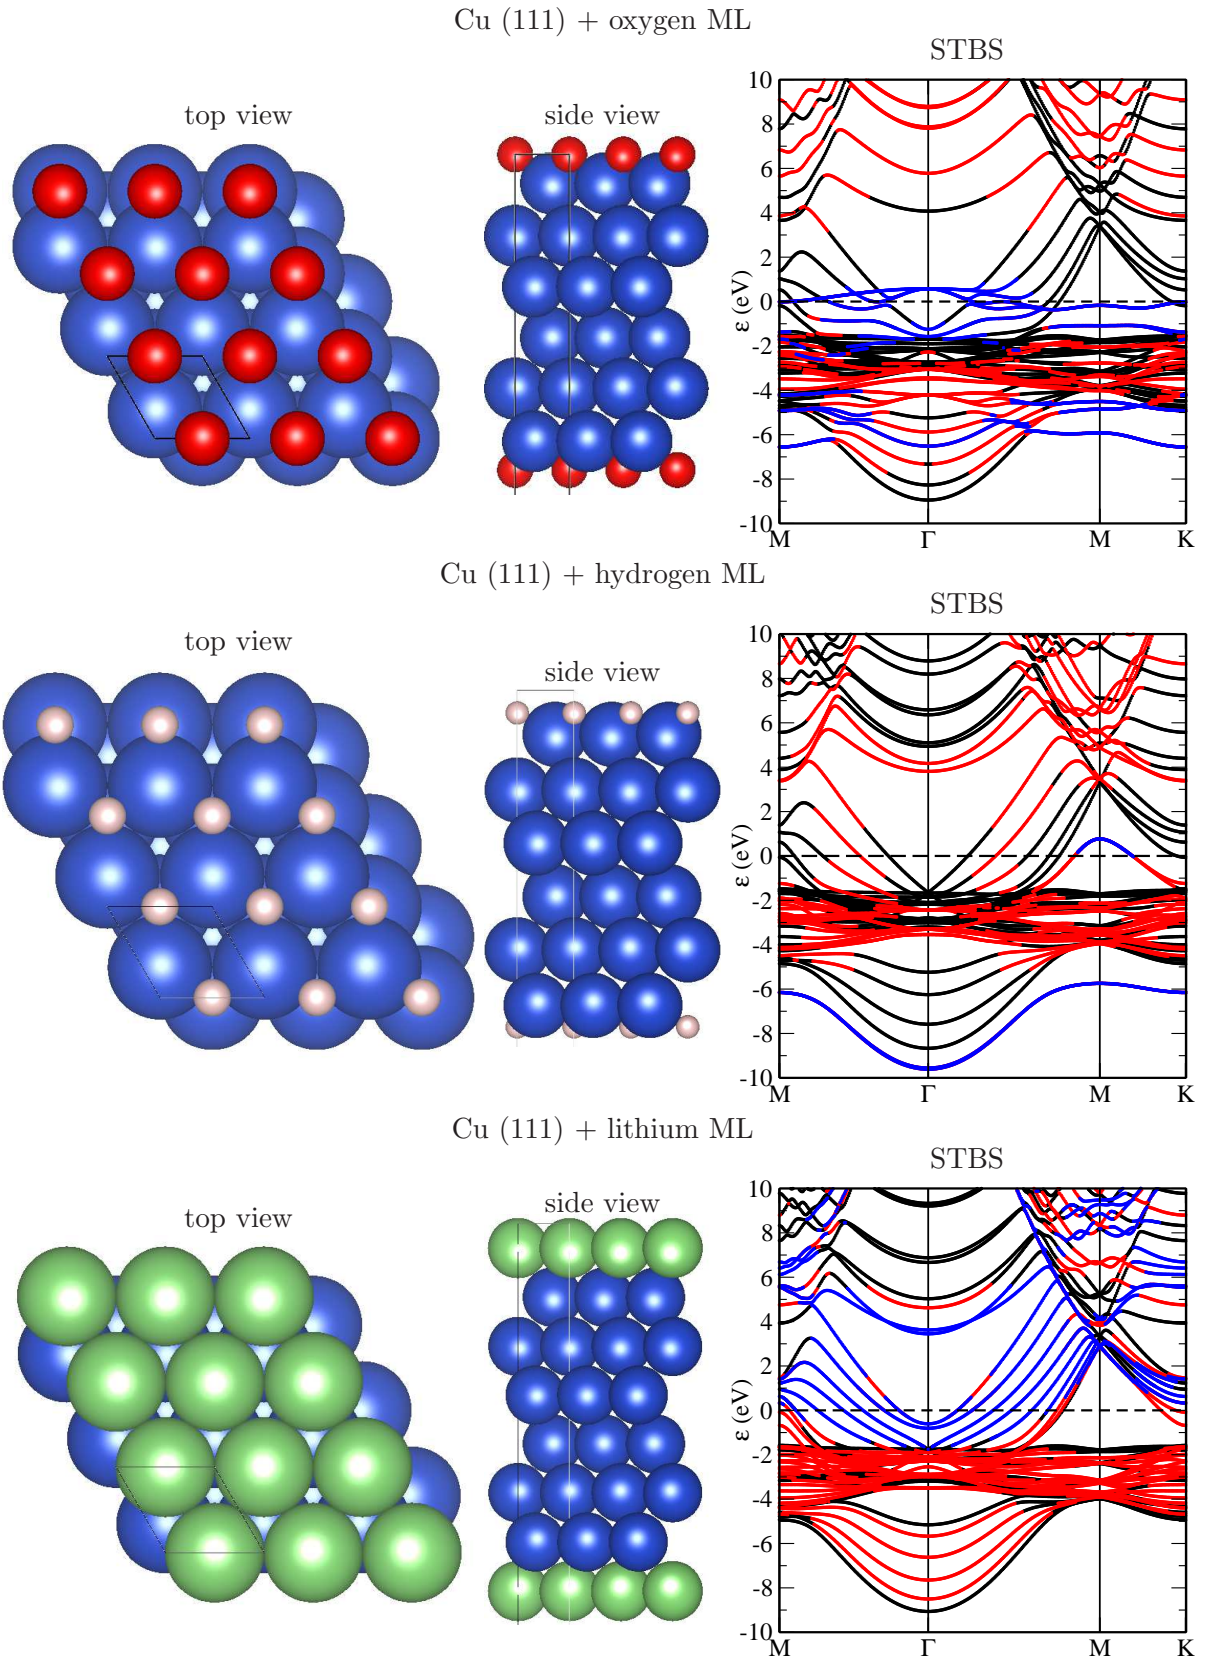 Cu (111) + oxygen ML
top view
side view
STBS
10
8
6
4
2
0
-2
-4
-6
-8
-10
ε (eV)
M Γ M K
Cu (111) + hydrogen ML
top view
side view
STBS
10
8
6
4
2
0
-2
-4
-6
-8
-10
ε (eV)
M Γ M K
Cu (111) + lithium ML
top view
side view
STBS
10
8
6
4
2
0
-2
-4
-6
-8
-10
ε (eV)
M Γ M K